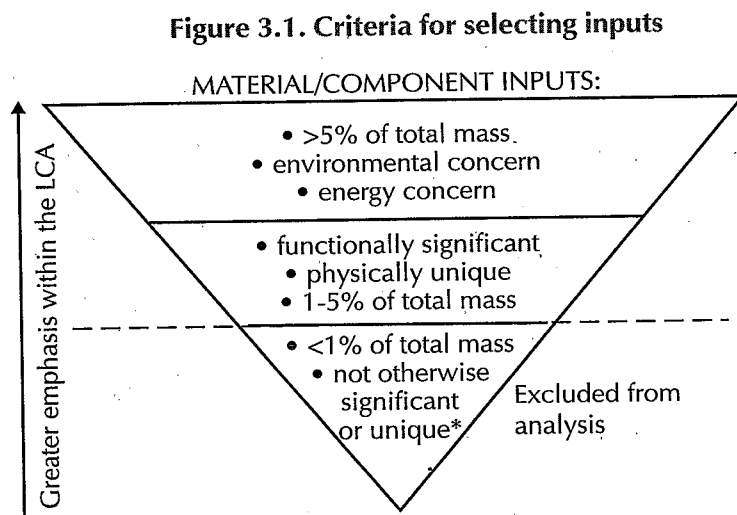 Figure 3.1. Criteria for selecting inputs
MATERIAL/COMPONENT INPUTS:
• >5% of total mass
• environmental concern
• energy concern
• functionally significant
• physically unique
• 1-5% of total mass
• <1% of total mass
• not otherwise
significant
or unique*
Excluded from
analysis
Greater emphasis within the LCA